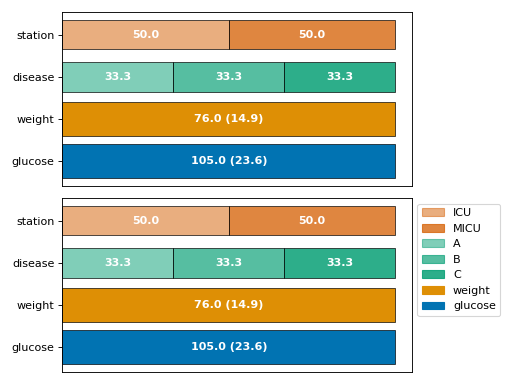 station 50.0 50.0
disease 33.3 33.3 33.3
weight 76.0 (14.9)
glucose 105.0 (23.6)
station 50.0 50.0
disease 33.3 33.3 33.3
weight 76.0 (14.9)
glucose 105.0 (23.6)
ICU
MICU
A
B
C
weight
glucose